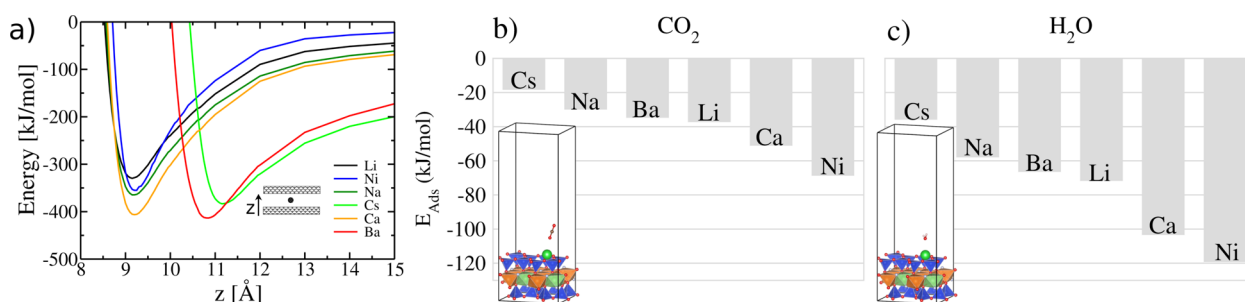 a)
Energy [kJ/mol]
0
-100
-200
-300
-400
-500
8 9 10 11 12 13 14 15
z [Å]
Li
Ni
Na
Cs
Ca
Ba
z
b) CO2
E_Ads (kJ/mol)
0
-20
-40
-60
-80
-100
-120
Cs
Na
Ba
Li
Ca
Ni
c) H2O
Cs
Na
Ba
Li
Ca
Ni